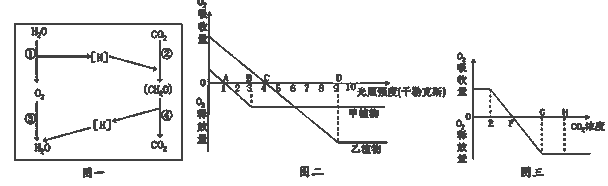 H₂O
CO₂
①
[H]
②
O₂
(CH₂O)
③
[H]
④
H₂O
CO₂
图一
O₂
吸
收
量
0
A
B
C
D
1 2 3 4 5 6 7 8 9 10
光照强度(千勒克斯)
O₂
释
放
量
甲植物
乙植物
图二
O₂
吸
收
量
0
E
F
G
H
CO₂浓度
O₂
释
放
量
图三